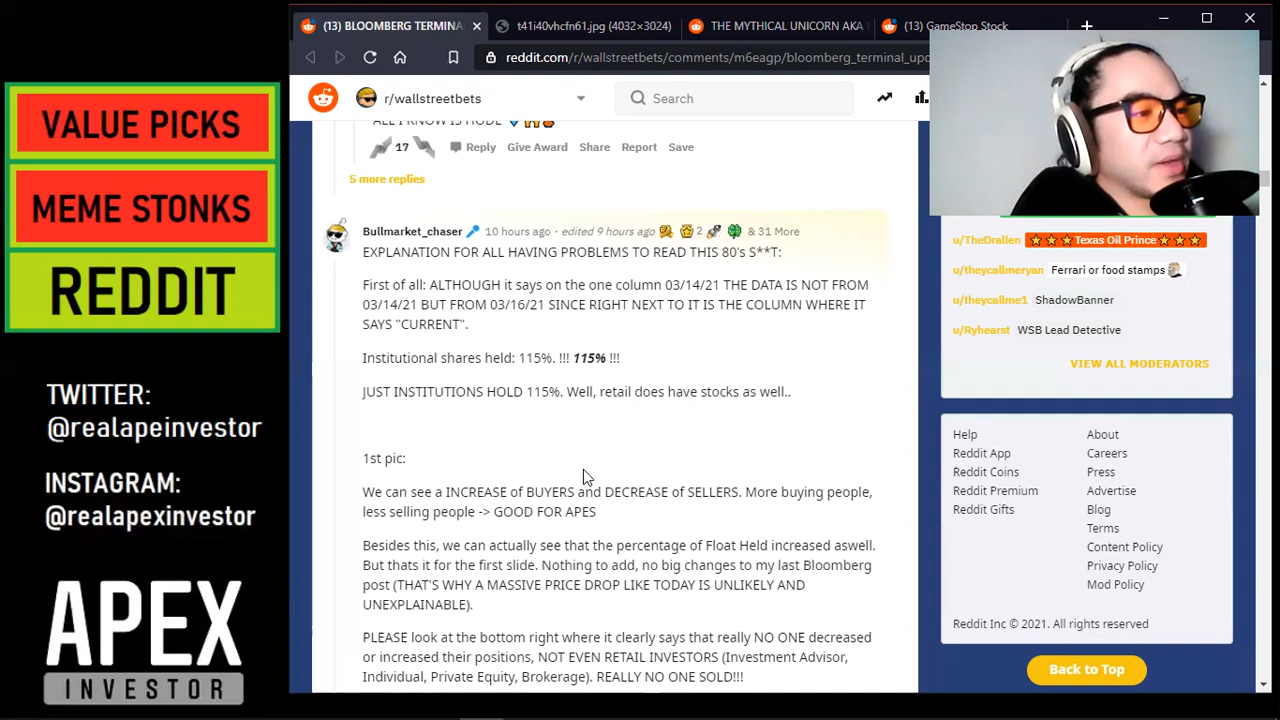 (13) BLOOMBERG TERMINA
t41i40vhcfn61.jpg (4032×3024)
THE MYTHICAL UNICORN AKA
(13) GameStop Stock
reddit.com/r/wallstreetbets/comments/m6eagp/bloomberg_terminal_upd
r/wallstreetbets
Search
VALUE PICKS
MEME STONKS
REDDIT
TWITTER:
@realapeinvestor
INSTAGRAM:
@realapexinvestor
APEX
INVESTOR
ALL I KNOW IS HODL
17
Reply
Give Award
Share
Report
Save
5 more replies
Bullmarket_chaser 10 hours ago • edited 9 hours ago 2 & 31 More
EXPLANATION FOR ALL HAVING PROBLEMS TO READ THIS 80's S**T:
First of all: ALTHOUGH it says on the one column 03/14/21 THE DATA IS NOT FROM
03/14/21 BUT FROM 03/16/21 SINCE RIGHT NEXT TO IT IS THE COLUMN WHERE IT
SAYS "CURRENT".
Institutional shares held: 115%. !!! 115% !!!
JUST INSTITUTIONS HOLD 115%. Well, retail does have stocks as well..
1st pic:
We can see a INCREASE of BUYERS and DECREASE of SELLERS. More buying people,
less selling people -> GOOD FOR APES
Besides this, we can actually see that the percentage of Float Held increased aswell.
But thats it for the first slide. Nothing to add, no big changes to my last Bloomberg
post (THAT'S WHY A MASSIVE PRICE DROP LIKE TODAY IS UNLIKELY AND
UNEXPLAINABLE).
PLEASE look at the bottom right where it clearly says that really NO ONE decreased
or increased their positions, NOT EVEN RETAIL INVESTORS (Investment Advisor,
Individual, Private Equity, Brokerage). REALLY NO ONE SOLD!!!
u/TheDrallen Texas Oil Prince
u/theycallmeryan Ferrari or food stamps
u/theycallme1 ShadowBanner
u/Ryhearst WSB Lead Detective
VIEW ALL MODERATORS
Help
Reddit App
Reddit Coins
Reddit Premium
Reddit Gifts
About
Careers
Press
Advertise
Blog
Terms
Content Policy
Privacy Policy
Mod Policy
Reddit Inc © 2021. All rights reserved
Back to Top